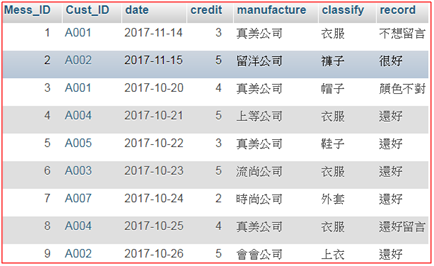 Mess_ID Cust_ID date credit manufacture classify record
1 A001 2017-11-14 3 真美公司 衣服 不想留言
2 A002 2017-11-15 5 留洋公司 褲子 很好
3 A001 2017-10-20 4 真美公司 帽子 顏色不對
4 A004 2017-10-21 5 上等公司 衣服 還好
5 A005 2017-10-22 3 真美公司 鞋子 還好
6 A003 2017-10-23 5 流尚公司 衣服 還好
7 A007 2017-10-24 2 時尚公司 外套 還好
8 A004 2017-10-25 4 真美公司 衣服 還好留言
9 A002 2017-10-26 5 會會公司 上衣 還好